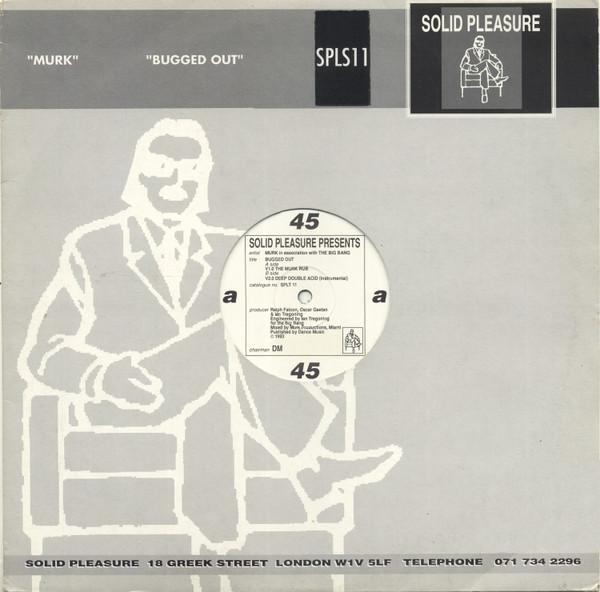 "MURK" "BUGGED OUT" SPLS11
SOLID PLEASURE
45
SOLID PLEASURE PRESENTS
artist MURK in association with THE BIG BANG
title BUGGED OUT
A side
V1.0 THE MURK RUB
B side
V2.0 DEEP DOUBLE ACID (Instrumental)
catalogue no. SPLT 11
a a
producer Ralph Falcon, Oscar Gaetan
& Ian Tregoning
Engineered by Ian Tregoning
for the Big Bang
Mixed by Murk Productions, Miami
Published by Dance Music
© 1993
chairman DM
45
SOLID PLEASURE 18 GREEK STREET LONDON W1V 5LF TELEPHONE 071 734 2296